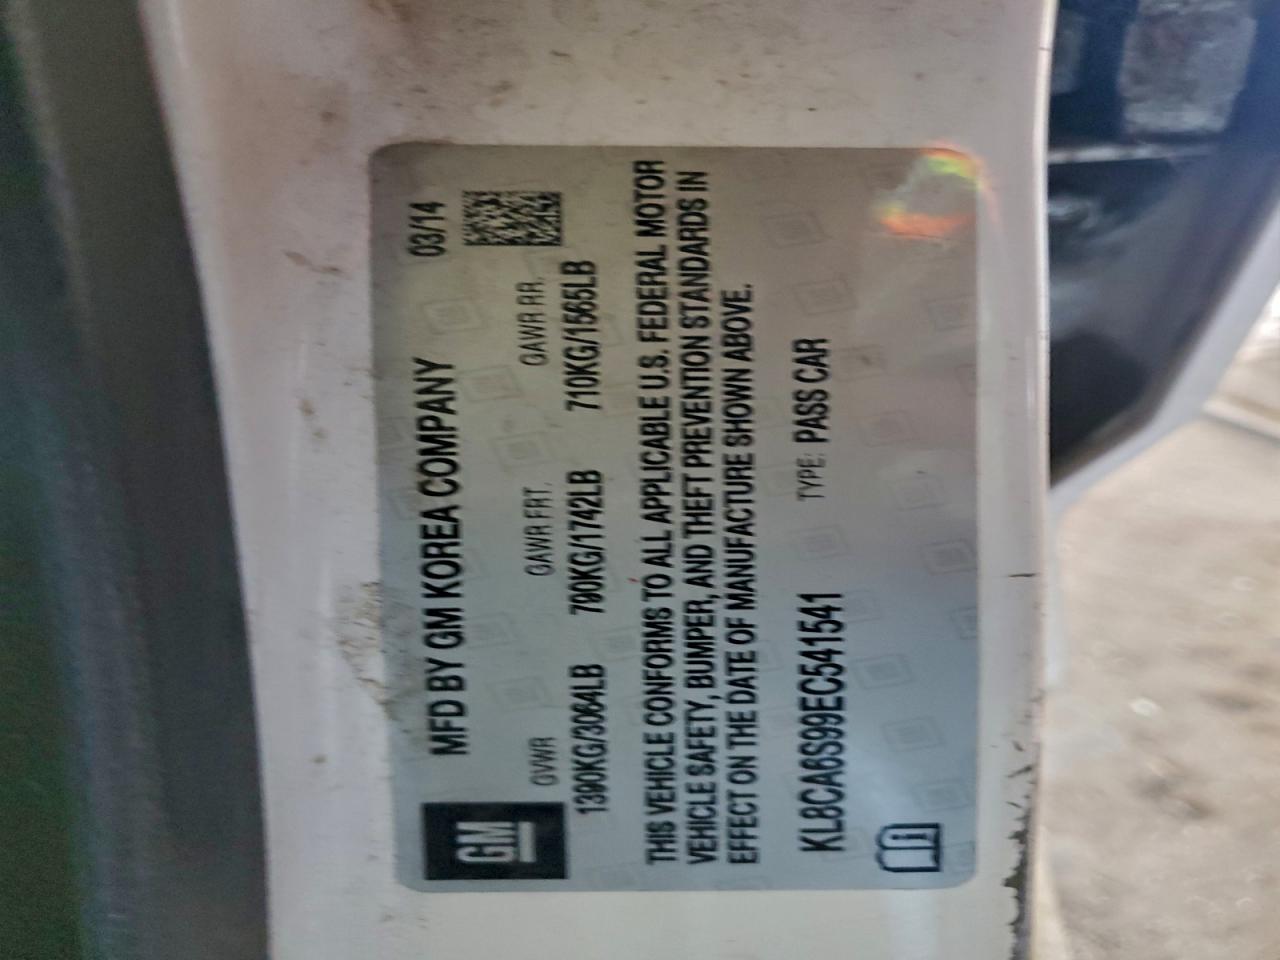 GM
MFD BY GM KOREA COMPANY 03/14
GVWR GAWR FRT. GAWR RR.
1390KG/3064LB 790KG/1742LB 710KG/1565LB
THIS VEHICLE CONFORMS TO ALL APPLICABLE U.S. FEDERAL MOTOR
VEHICLE SAFETY, BUMPER, AND THEFT PREVENTION STANDARDS IN
EFFECT ON THE DATE OF MANUFACTURE SHOWN ABOVE.
KL8CA6S99EC541541 TYPE: PASS CAR